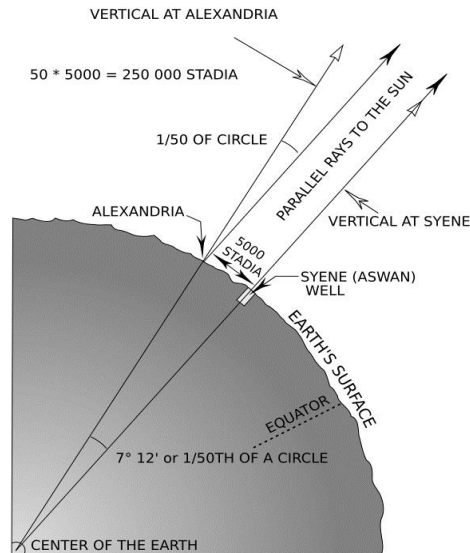 VERTICAL AT ALEXANDRIA
50 * 5000 = 250 000 STADIA
1/50 OF CIRCLE
PARALLEL RAYS TO THE SUN
ALEXANDRIA
VERTICAL AT SYENE
5000
STADIA
SYENE (ASWAN)
WELL
EARTH'S SURFACE
EQUATOR
7° 12' or 1/50TH OF A CIRCLE
CENTER OF THE EARTH